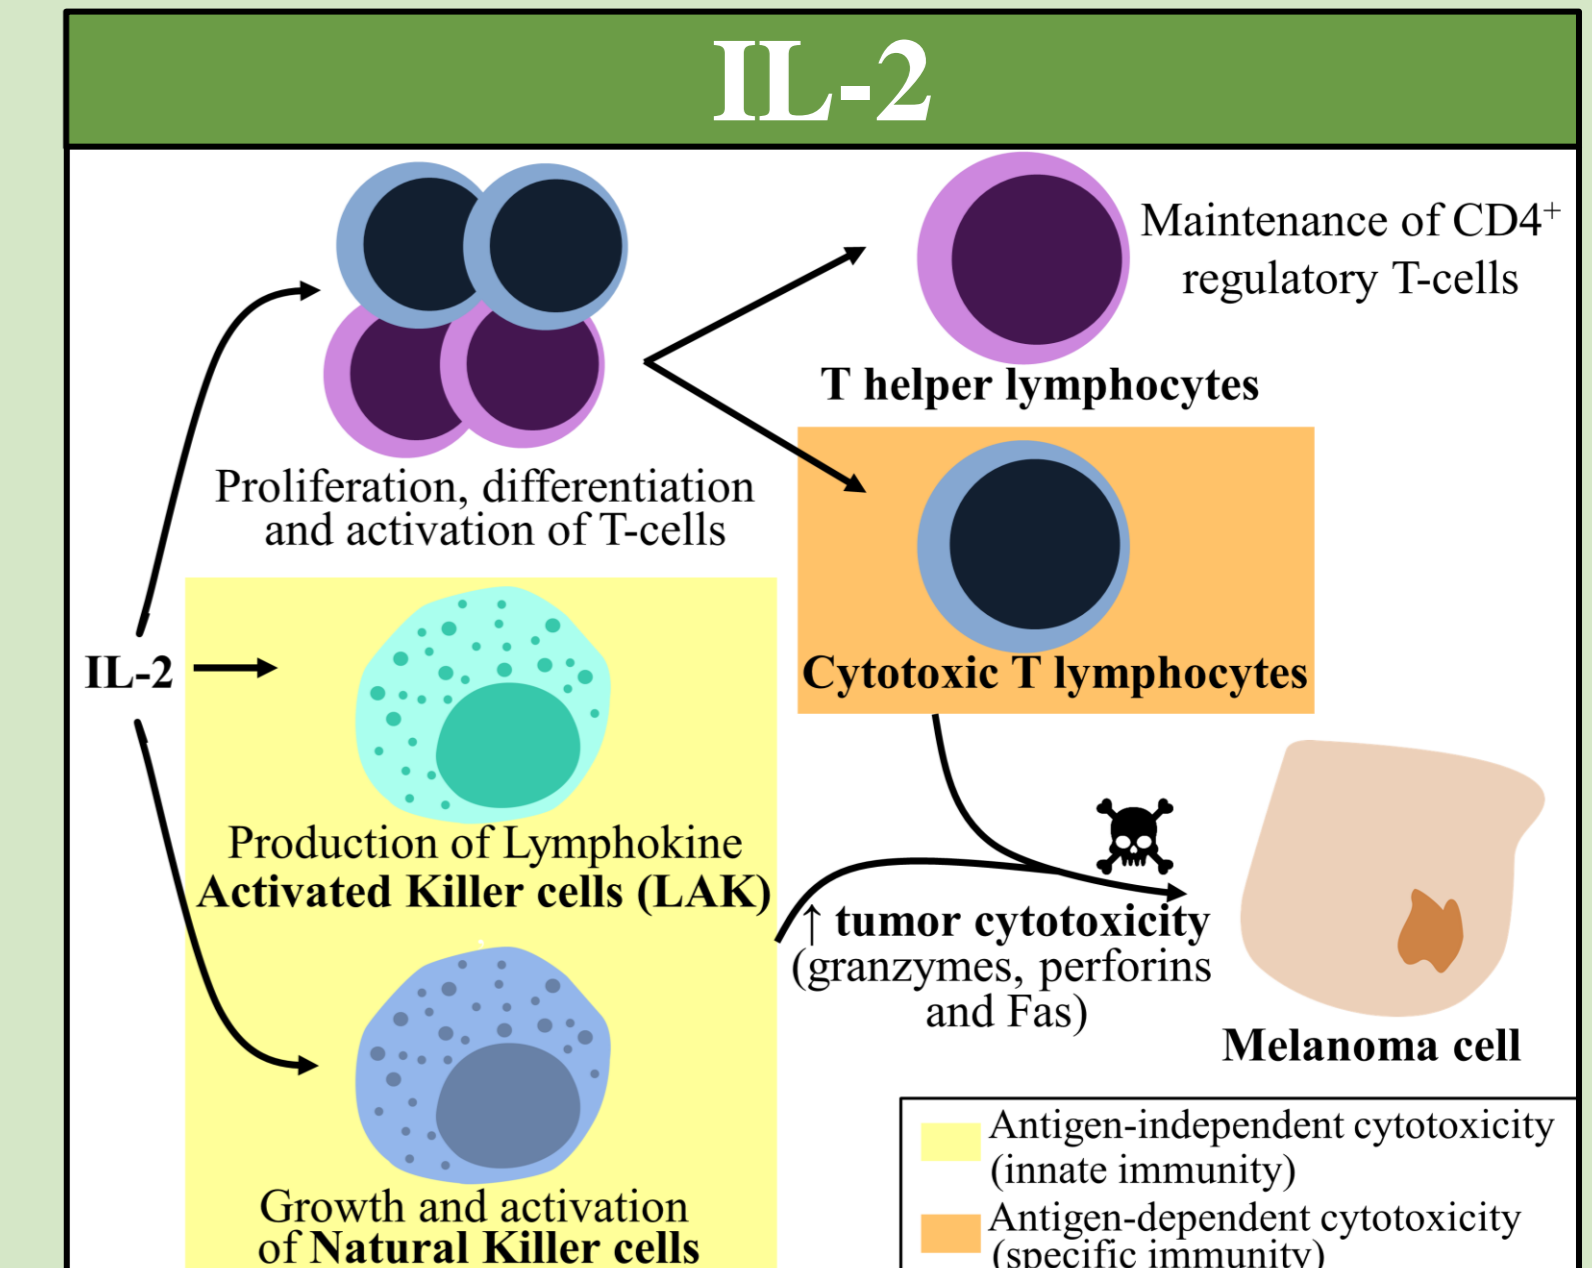 IL-2
Maintenance of CD4⁺
regulatory T-cells
T helper lymphocytes
Proliferation, differentiation
and activation of T-cells
IL-2
Cytotoxic T lymphocytes
Production of Lymphokine
Activated Killer cells (LAK)
↑ tumor cytotoxicity
(granzymes, perforins
and Fas)
Melanoma cell
Growth and activation
of Natural Killer cells
Antigen-independent cytotoxicity
(innate immunity)
Antigen-dependent cytotoxicity
(specific immunity)